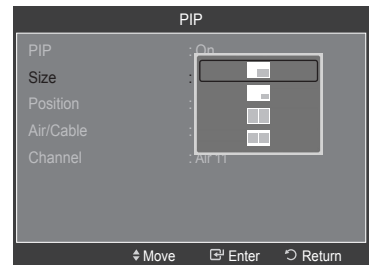 PIP
PIP : On
Size :
Position :
Air/Cable :
Channel : Air 11
Move Enter Return